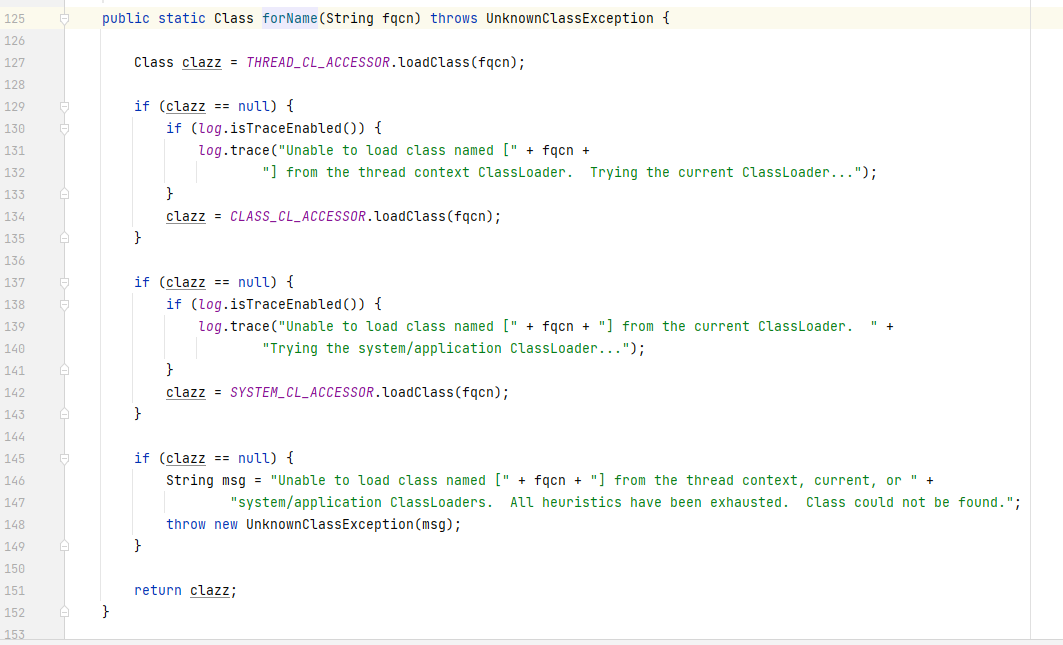 125 public static Class forName(String fqcn) throws UnknownClassException {
126
127 Class clazz = THREAD_CL_ACCESSOR.loadClass(fqcn);
128
129 if (clazz == null) {
130 if (log.isTraceEnabled()) {
131 log.trace("Unable to load class named [" + fqcn +
132 "] from the thread context ClassLoader.  Trying the current ClassLoader...");
133 }
134 clazz = CLASS_CL_ACCESSOR.loadClass(fqcn);
135 }
136
137 if (clazz == null) {
138 if (log.isTraceEnabled()) {
139 log.trace("Unable to load class named [" + fqcn + "] from the current ClassLoader.  " +
140 "Trying the system/application ClassLoader...");
141 }
142 clazz = SYSTEM_CL_ACCESSOR.loadClass(fqcn);
143 }
144
145 if (clazz == null) {
146 String msg = "Unable to load class named [" + fqcn + "] from the thread context, current, or " +
147 "system/application ClassLoaders.  All heuristics have been exhausted.  Class could not be found.";
148 throw new UnknownClassException(msg);
149 }
150
151 return clazz;
152 }
153